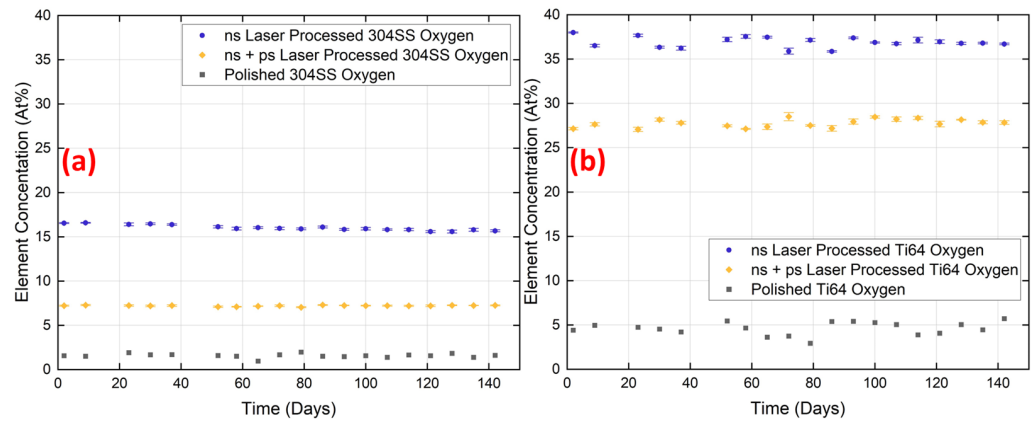 40
35
30
25
20
15
10
5
0
Element Concentation (At%)
ns Laser Processed 304SS Oxygen
ns + ps Laser Processed 304SS Oxygen
Polished 304SS Oxygen
(a)
0 20 40 60 80 100 120 140
Time (Days)
40
35
30
25
20
15
10
5
0
Element Concentration (At%)
(b)
ns Laser Processed Ti64 Oxygen
ns + ps Laser Processed Ti64 Oxygen
Polished Ti64 Oxygen
0 20 40 60 80 100 120 140
Time (Days)